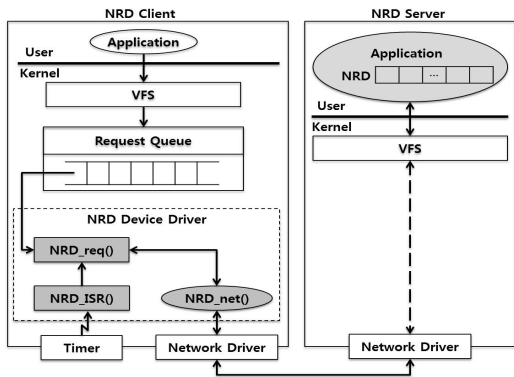 NRD Client
Application
User
Kernel
VFS
Request Queue
NRD Device Driver
NRD_req()
NRD_ISR()
NRD_net()
Timer
Network Driver
NRD Server
Application
NRD
...
User
Kernel
VFS
Network Driver